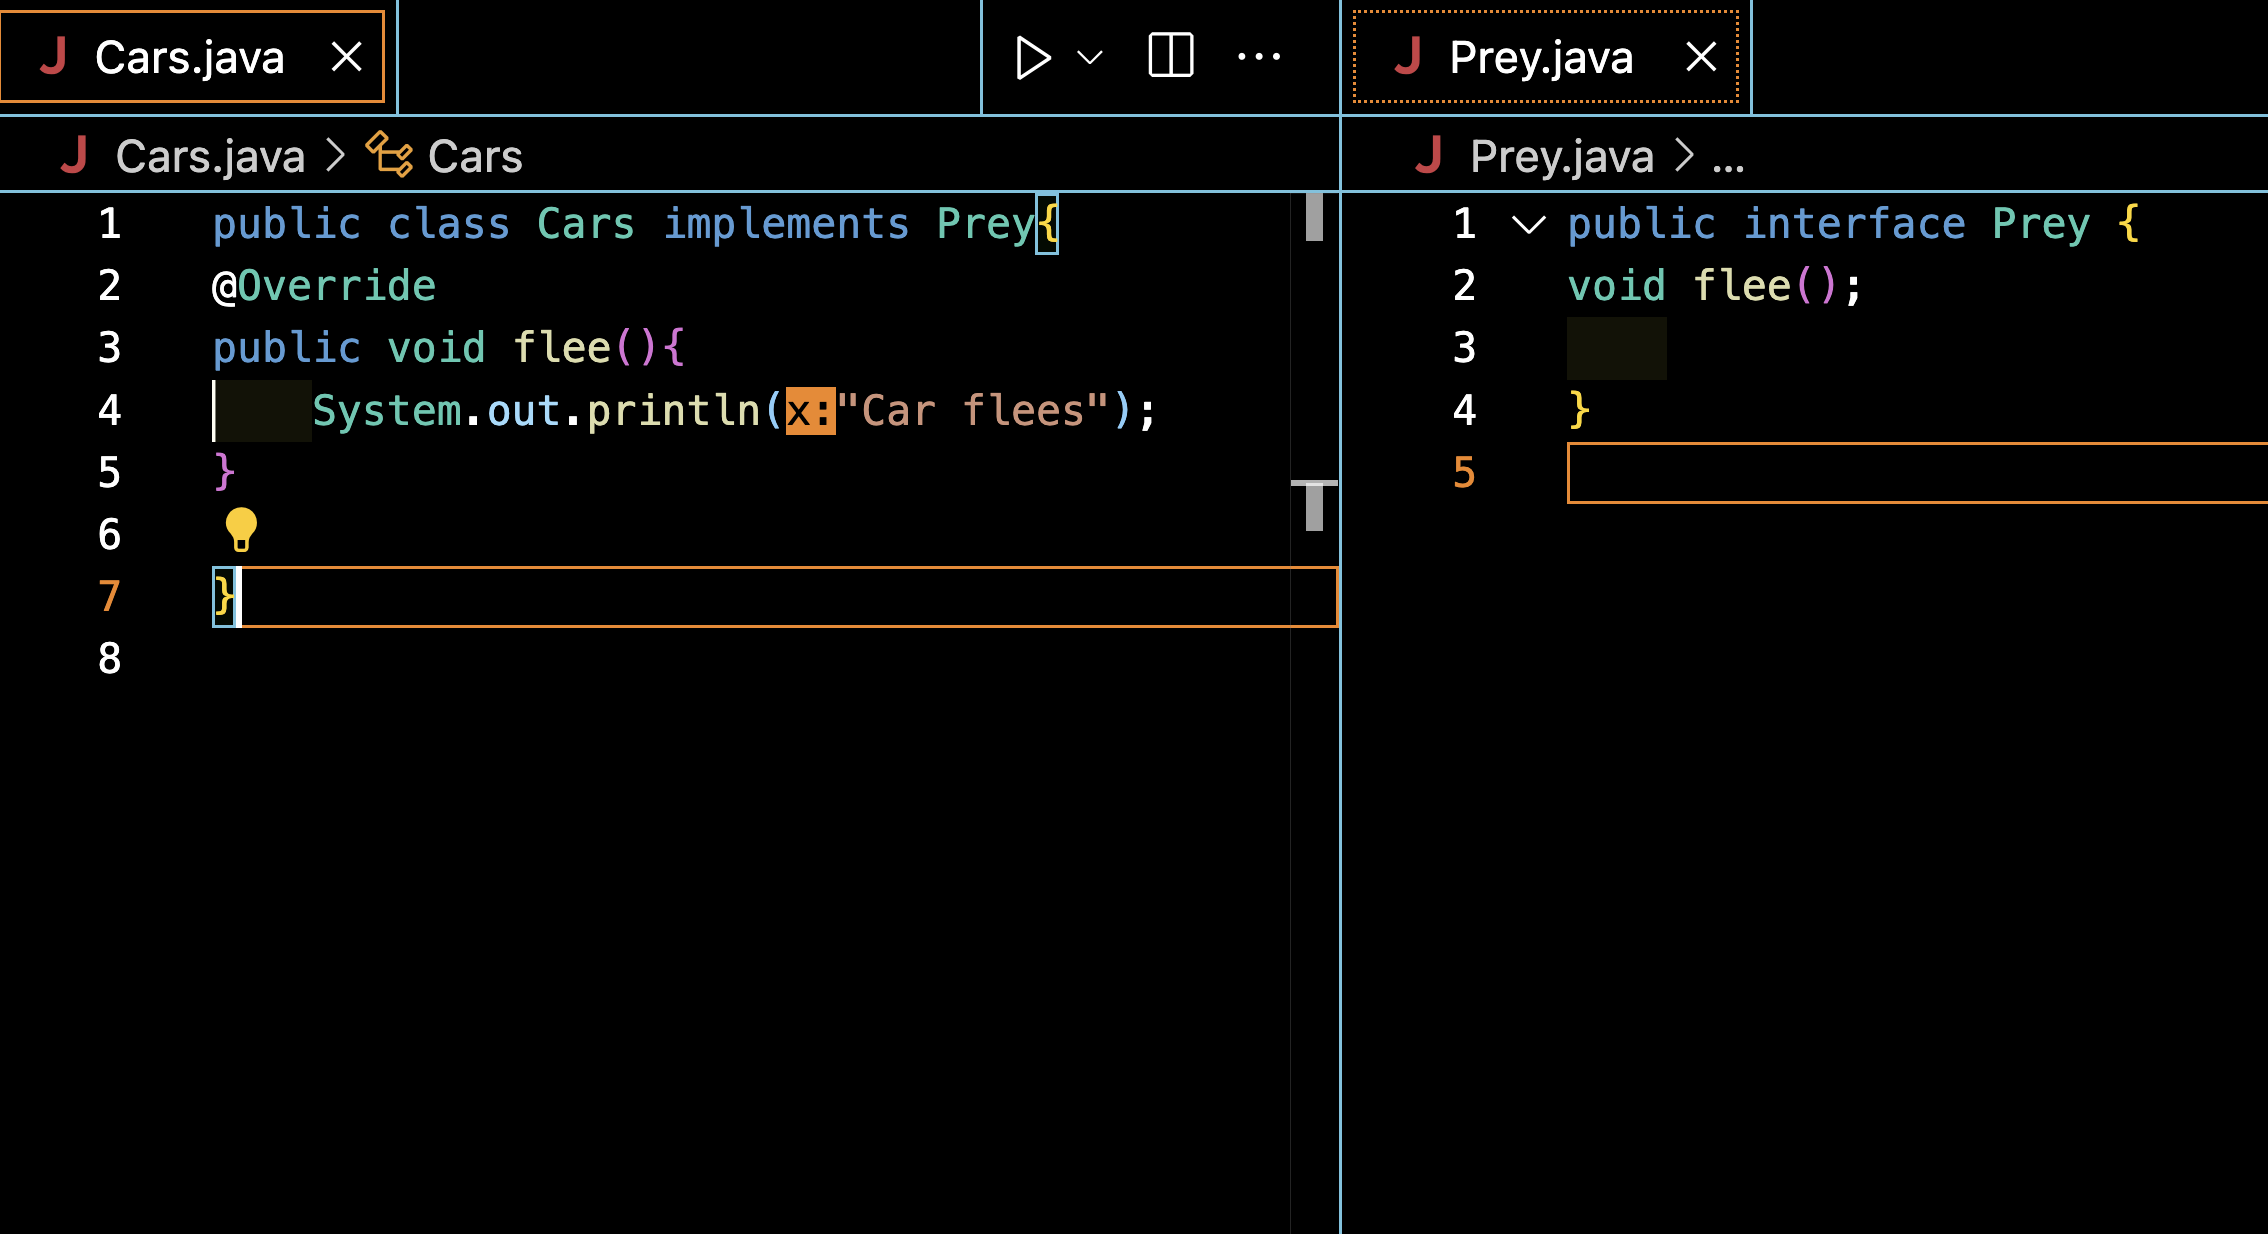 J Cars.java
J Cars.java > Cars
1 public class Cars implements Prey{
2 @Override
3 public void flee(){
4 System.out.println(x:"Car flees");
5 }
6
7 }
8
J Prey.java
J Prey.java > ...
1 public interface Prey {
2 void flee();
3
4 }
5